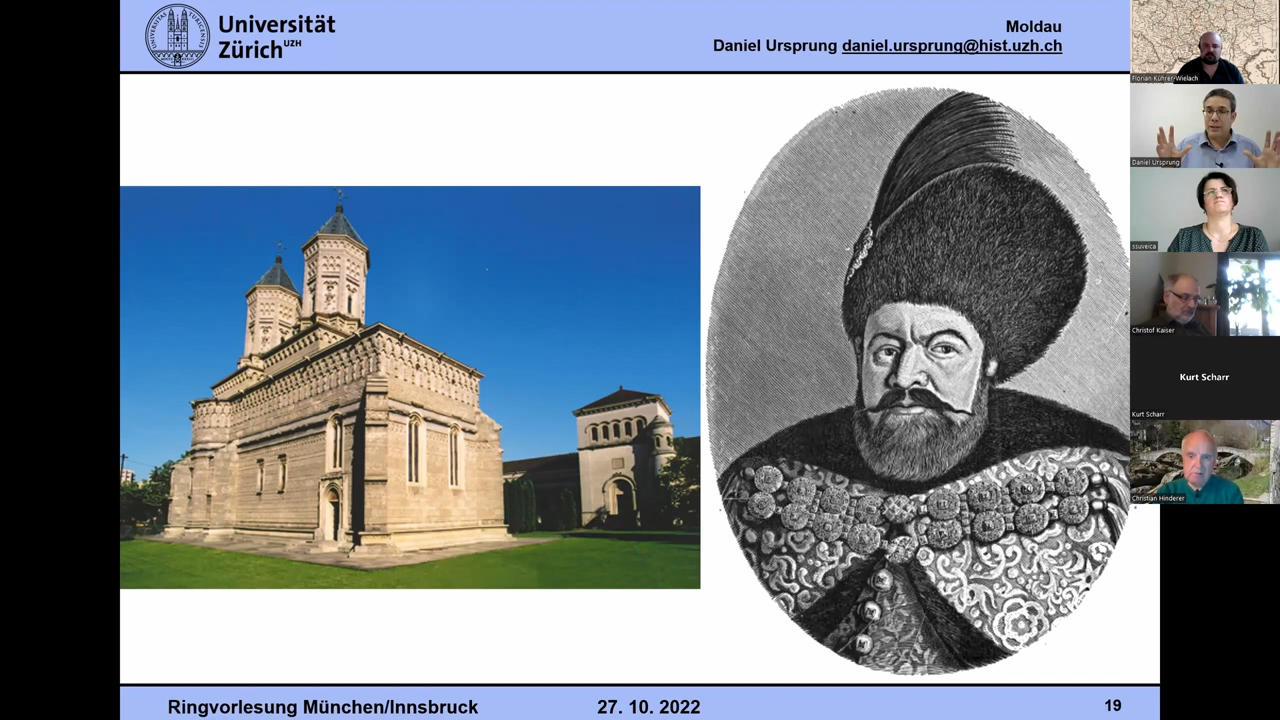 Universität
Zürich UZH
Moldau
Daniel Ursprung daniel.ursprung@hist.uzh.ch
Florian Kührer-Wielach
Daniel Ursprung
ssuveica
Christof Kaiser
Kurt Scharr
Kurt Scharr
Christian Hinderer
Ringvorlesung München/Innsbruck
27. 10. 2022
19